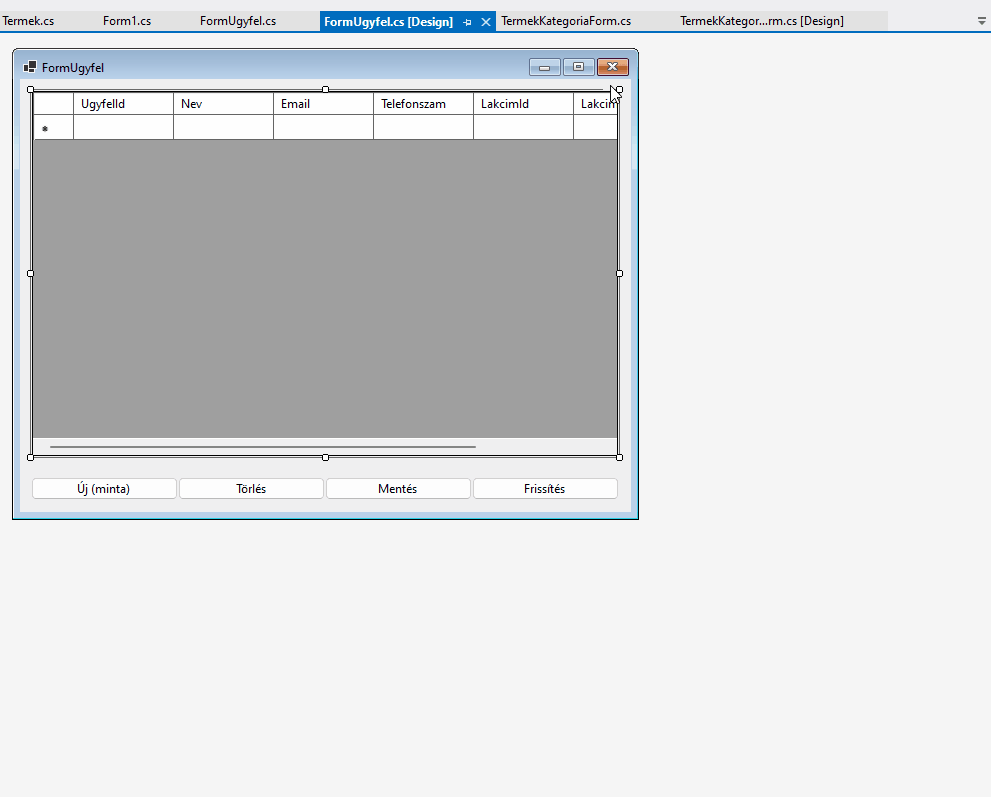 Termek.cs Form1.cs FormUgyfel.cs FormUgyfel.cs [Design] TermekKategoriaForm.cs TermekKategor...rm.cs [Design]
FormUgyfel
UgyfelId Nev Email Telefonszam LakcimId Lakcim
Új (minta) Törlés Mentés Frissítés